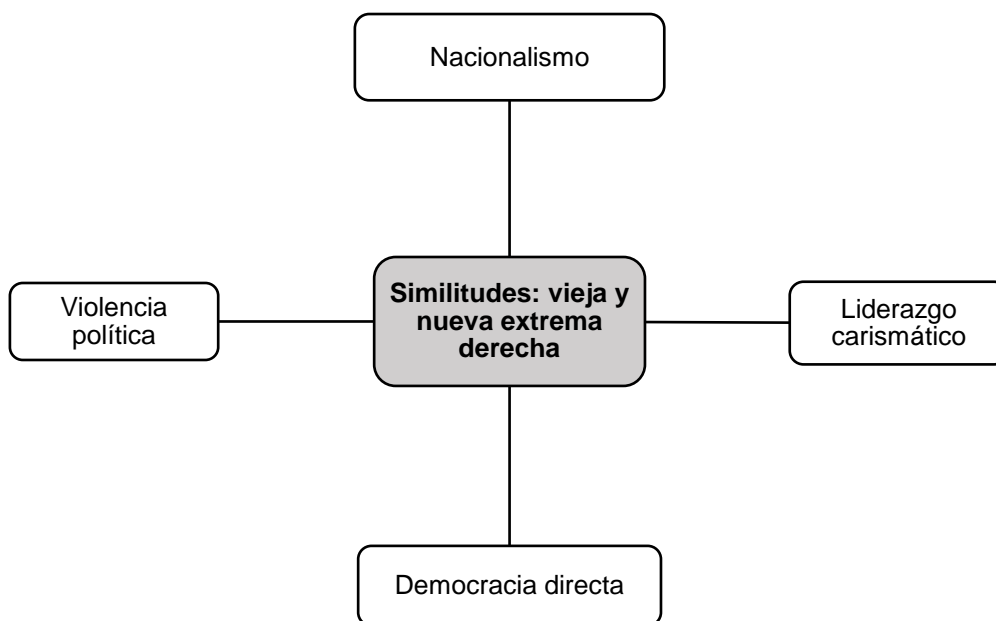 Nacionalismo
Violencia
política
Similitudes: vieja y
nueva extrema
derecha
Liderazgo
carismático
Democracia directa